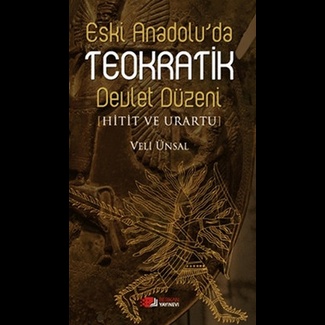 Eski Anadolu'da
TEOKRATİK
Devlet Düzeni
[HİTİT VE URARTU]
VELİ ÜNSAL
YAYINEVİ